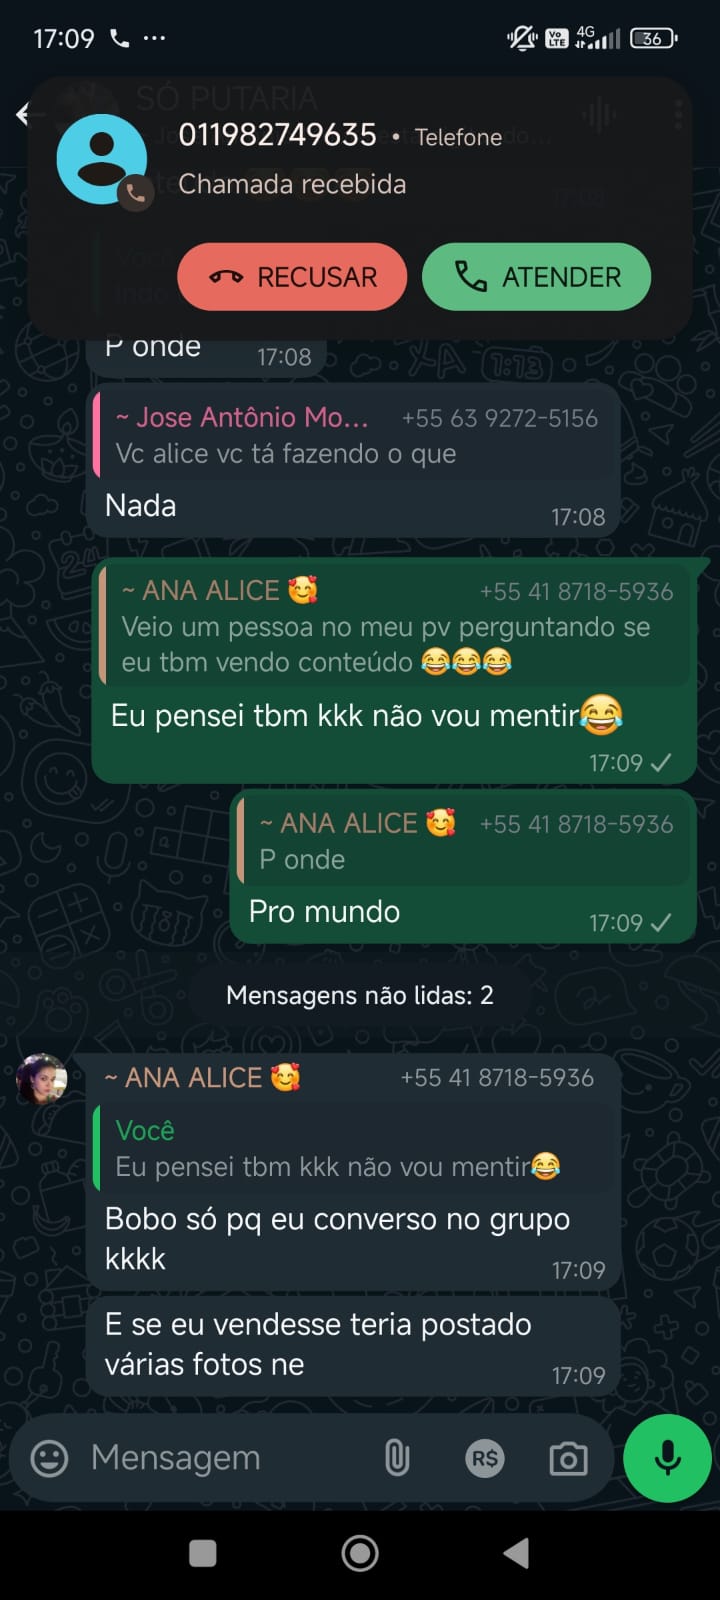 17:09
4G
36
SÓ PUTARIA
011982749635 • Telefone
Chamada recebida
17:08
RECUSAR
ATENDER
P onde
17:08
~ Jose Antônio Mo... +55 63 9272-5156
Vc alice vc tá fazendo o que
Nada
17:08
~ ANA ALICE 🥰 +55 41 8718-5936
Veio um pessoa no meu pv perguntando se
eu tbm vendo conteúdo 😂😂😂
Eu pensei tbm kkk não vou mentir😂
17:09
~ ANA ALICE 🥰 +55 41 8718-5936
P onde
Pro mundo
17:09
Mensagens não lidas: 2
~ ANA ALICE 🥰 +55 41 8718-5936
Você
Eu pensei tbm kkk não vou mentir😂
Bobo só pq eu converso no grupo
kkkk
17:09
E se eu vendesse teria postado
várias fotos ne
17:09
Mensagem
R$